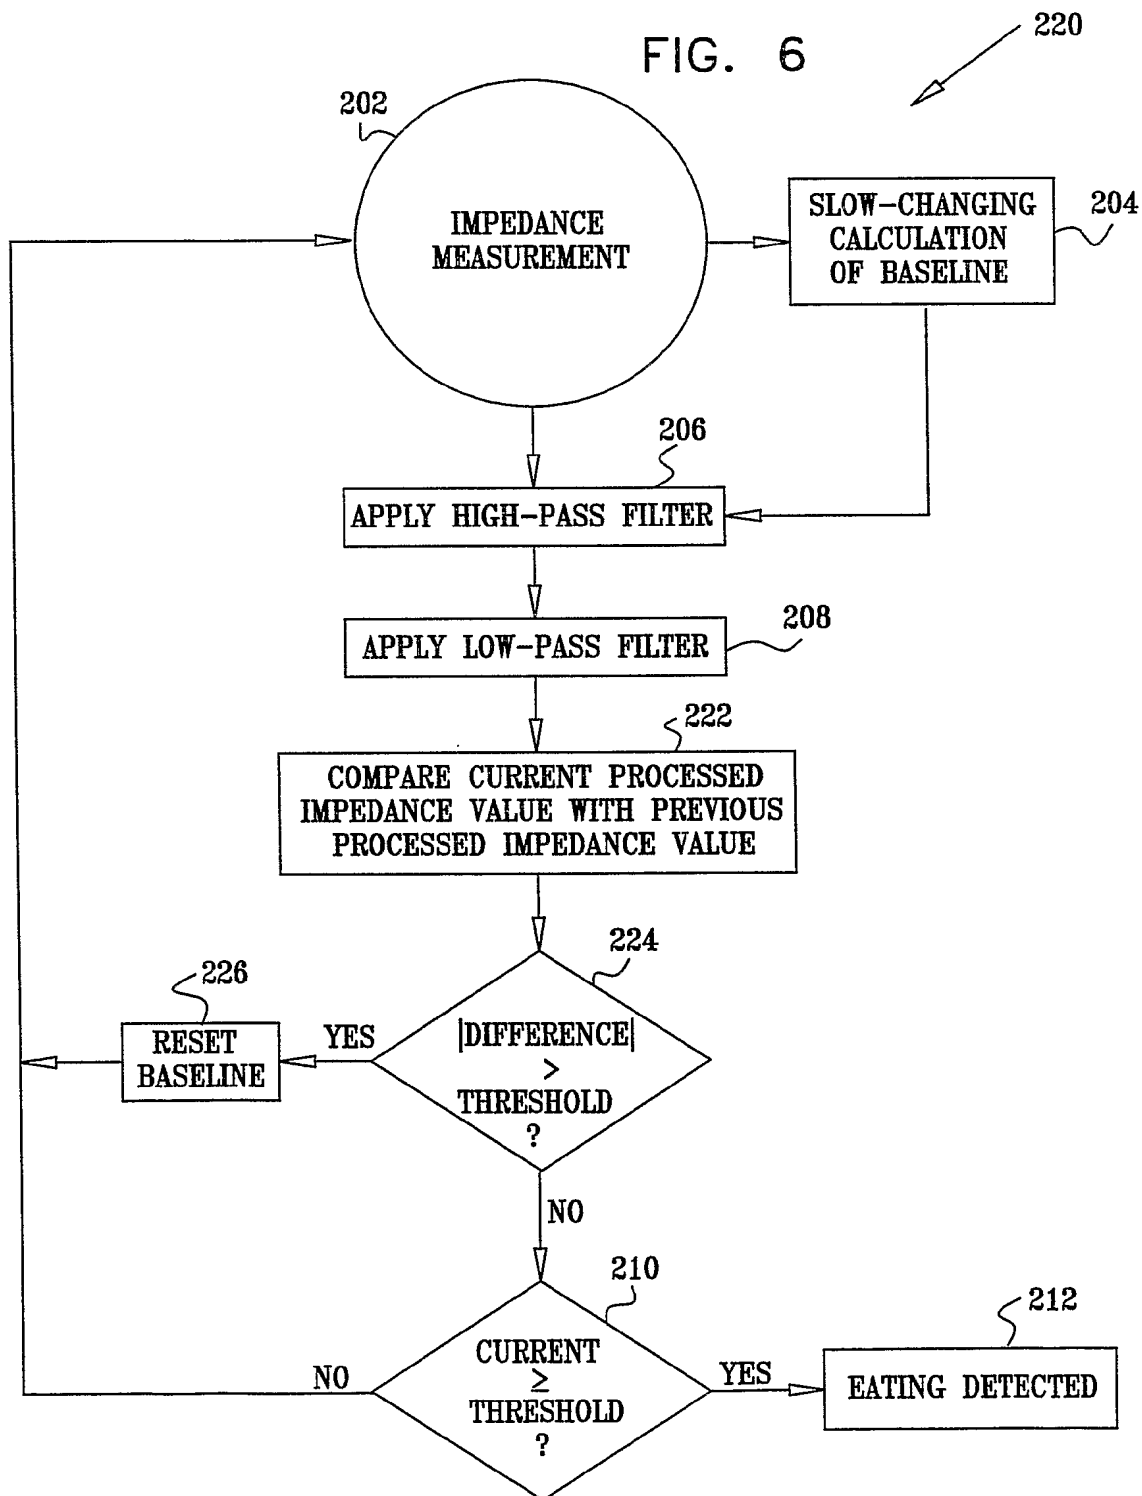 FIG. 6
220
202
IMPEDANCE
MEASUREMENT
SLOW-CHANGING
CALCULATION
OF BASELINE
204
206
APPLY HIGH-PASS FILTER
208
APPLY LOW-PASS FILTER
222
COMPARE CURRENT PROCESSED
IMPEDANCE VALUE WITH PREVIOUS
PROCESSED IMPEDANCE VALUE
224
|DIFFERENCE|
>
THRESHOLD
?
YES
226
RESET
BASELINE
NO
210
CURRENT
≥
THRESHOLD
?
NO
YES
212
EATING DETECTED